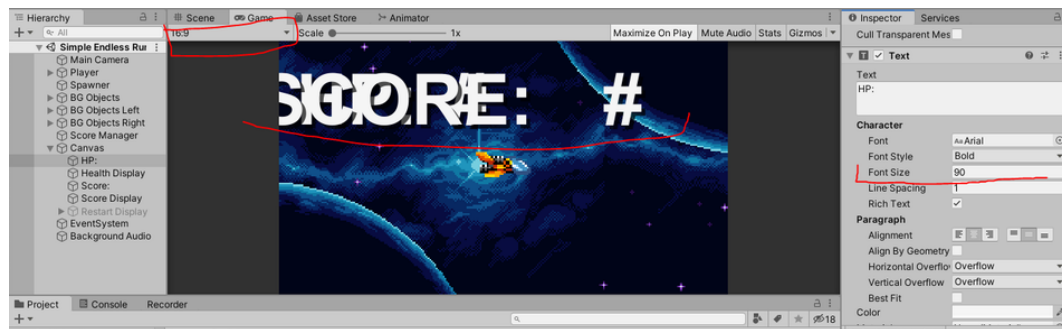 Hierarchy
Scene
Game
Asset Store
Animator
Inspector
Services
All
16:9
Scale
1x
Maximize On Play
Mute Audio
Stats
Gizmos
Cull Transparent Mes
Simple Endless Rur
Main Camera
Player
Spawner
BG Objects
BG Objects Left
BG Objects Right
Score Manager
Canvas
HP:
Health Display
Score:
Score Display
Restart Display
EventSystem
Background Audio
SCORE: #
Text
Text
HP:
Character
Font
Aa Arial
Font Style
Bold
Font Size
90
Line Spacing
1
Rich Text
Paragraph
Alignment
Align By Geometry
Horizontal Overflo
Overflow
Vertical Overflow
Overflow
Best Fit
Color
Project
Console
Recorder
18